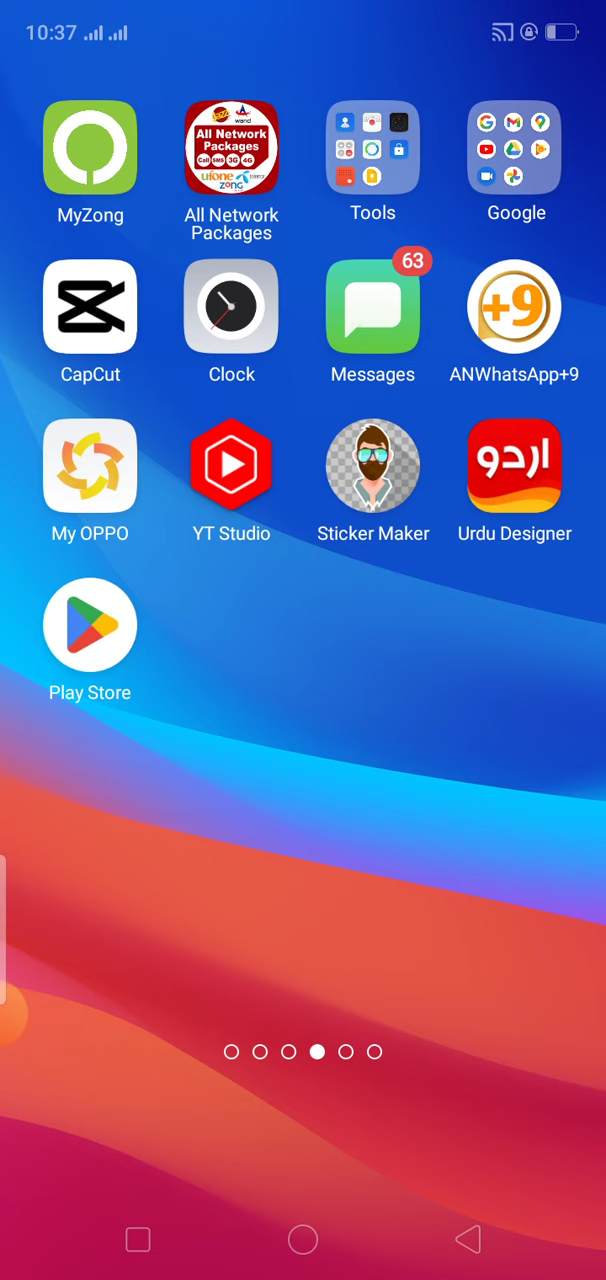 10:37
MyZong
wand
All Network
Packages
Call SMS 3G 4G
ufone
zong
All Network
Packages
Tools
Google
CapCut
Clock
63
Messages
+9
ANWhatsApp+9
My OPPO
YT Studio
Sticker Maker
اردو
Urdu Designer
Play Store